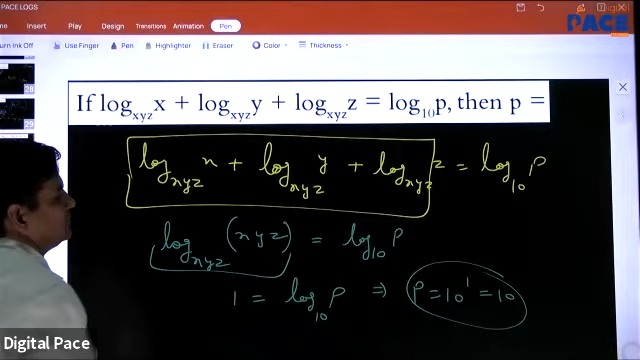 PACE LOGS
Insert
Play
Design
Transitions
Animation
Pen
PACE
Ink Off
Use Finger
Pen
Highlighter
Eraser
Color
Thickness
28
29
If log_xyz x + log_xyz y + log_xyz z = log_10 p, then p =
log_xyz x + log_xyz y + log_xyz z = log_10 P
log_xyz (xyz) = log_10 P
1 = log_10 P ⇒ P = 10^1 = 10
Digital Pace